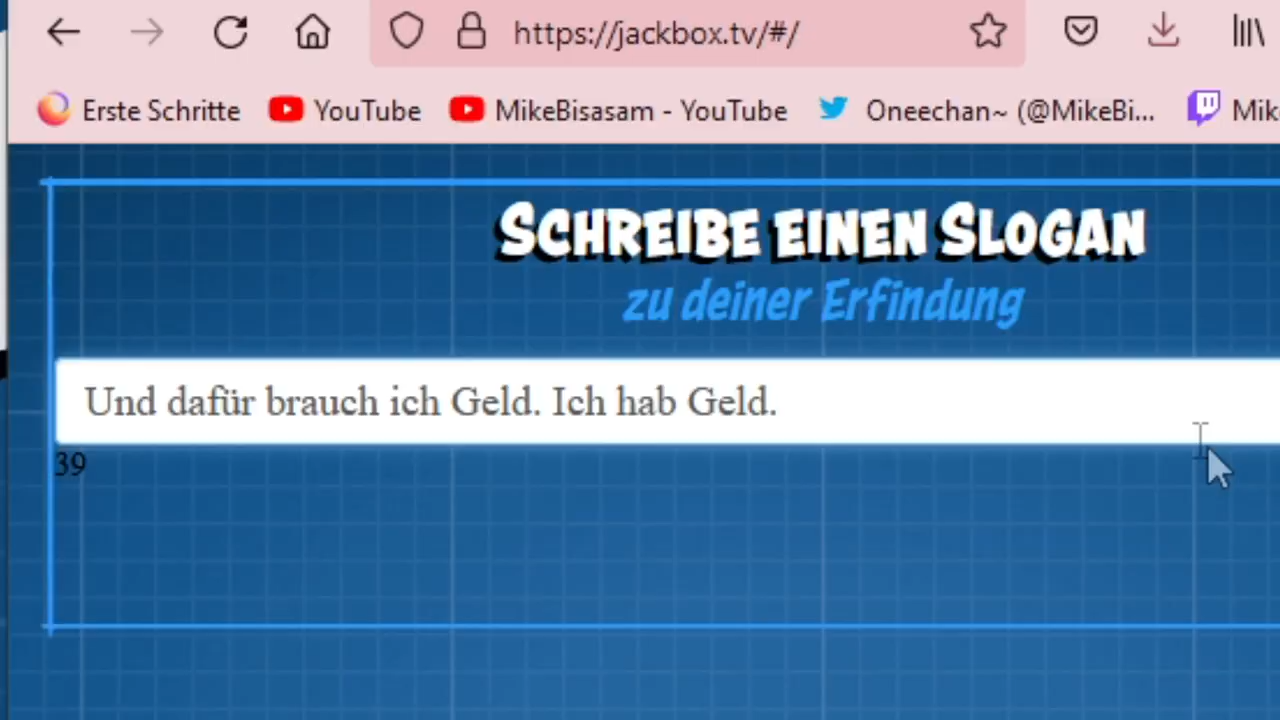 https://jackbox.tv/#/
Erste Schritte YouTube MikeBisasam - YouTube Oneechan~ (@MikeBi... Mik
SCHREIBE EINEN SLOGAN
zu deiner Erfindung
Und dafür brauch ich Geld. Ich hab Geld.
39